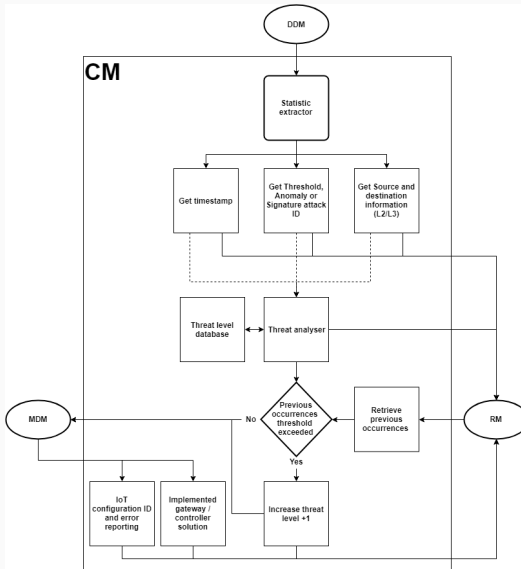 DDM
CM
Statistic
extractor
Get timestamp
Get Threshold,
Anomaly or
Signature attack
ID
Get Source and
destination
information
(L2/L3)
Threat level
database
Threat analyser
MDM
No
Previous
occurrences
threshold
exceeded
Retrieve
previous
occurrences
RM
Yes
IoT
configuration ID
and error
reporting
Implemented
gateway /
controller
solution
Increase threat
level +1